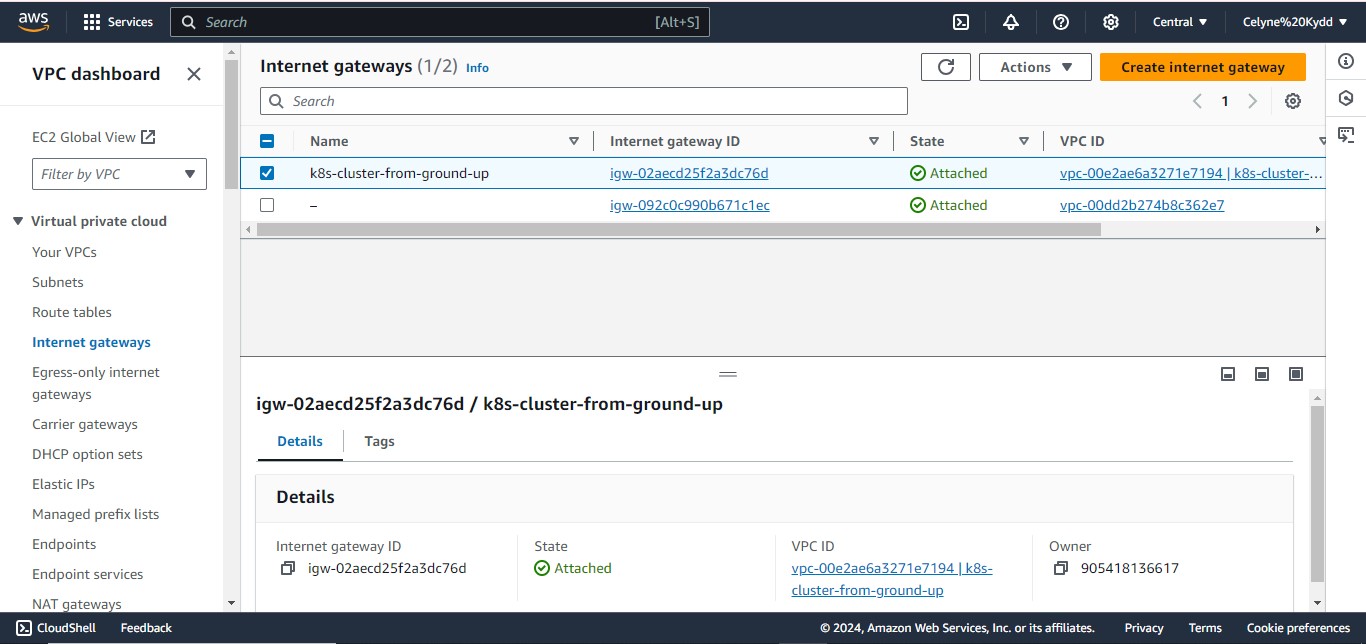 aws
Services
Search
[Alt+S]
Central
Celyne%20Kydd
VPC dashboard
EC2 Global View
Filter by VPC
Virtual private cloud
Your VPCs
Subnets
Route tables
Internet gateways
Egress-only internet
gateways
Carrier gateways
DHCP option sets
Elastic IPs
Managed prefix lists
Endpoints
Endpoint services
NAT gateways
Internet gateways (1/2) Info
Actions
Create internet gateway
Search
1
Name Internet gateway ID State VPC ID
k8s-cluster-from-ground-up igw-02aecd25f2a3dc76d Attached vpc-00e2ae6a3271e7194 | k8s-cluster-...
– igw-092c0c990b671c1ec Attached vpc-00dd2b274b8c362e7
igw-02aecd25f2a3dc76d / k8s-cluster-from-ground-up
Details Tags
Details
Internet gateway ID
igw-02aecd25f2a3dc76d
State
Attached
VPC ID
vpc-00e2ae6a3271e7194 | k8s-
cluster-from-ground-up
Owner
905418136617
CloudShell Feedback © 2024, Amazon Web Services, Inc. or its affiliates. Privacy Terms Cookie preferences